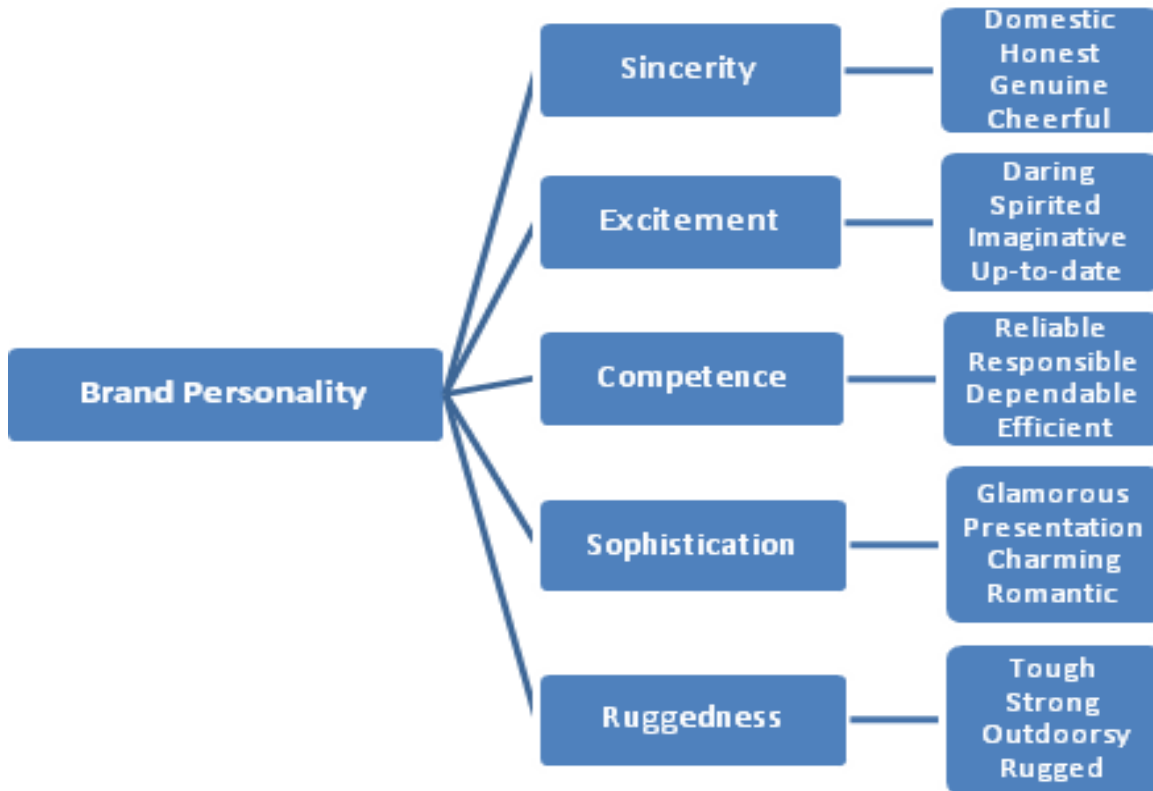 Brand Personality
Sincerity
Domestic
Honest
Genuine
Cheerful
Excitement
Daring
Spirited
Imaginative
Up-to-date
Competence
Reliable
Responsible
Dependable
Efficient
Sophistication
Glamorous
Presentation
Charming
Romantic
Ruggedness
Tough
Strong
Outdoorsy
Rugged